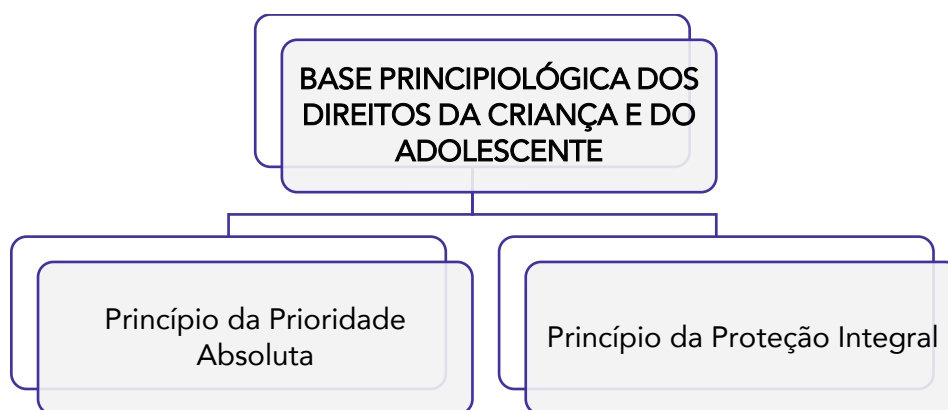 BASE PRINCIPIOLÓGICA DOS
DIREITOS DA CRIANÇA E DO
ADOLESCENTE
Princípio da Prioridade
Absoluta
Princípio da Proteção Integral